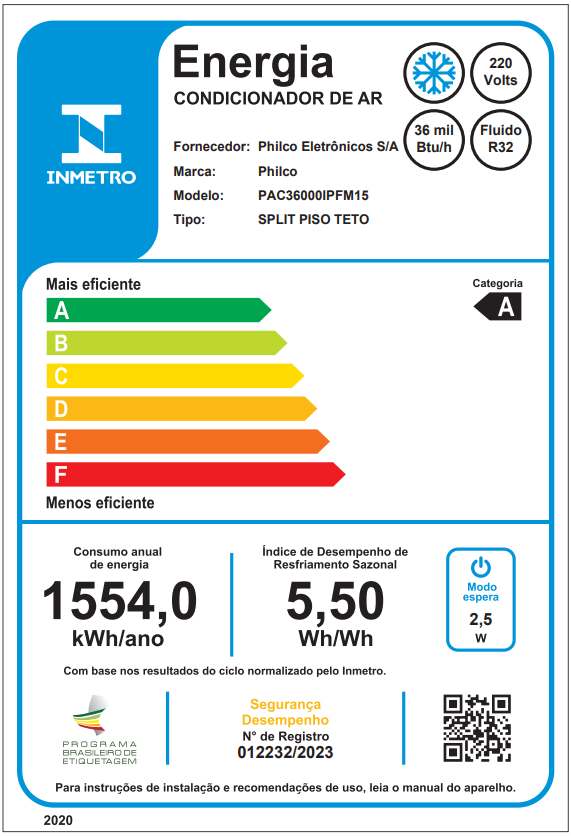 Energia
CONDICIONADOR DE AR
220
Volts
36 mil
Btu/h
Fluido
R32
INMETRO
Fornecedor: Philco Eletrônicos S/A
Marca: Philco
Modelo: PAC36000IPFM15
Tipo: SPLIT PISO TETO
Mais eficiente
Categoria
A
A
B
C
D
E
F
Menos eficiente
Consumo anual
de energia
1554,0
kWh/ano
Índice de Desempenho de
Resfriamento Sazonal
5,50
Wh/Wh
Modo
espera
2,5
W
Com base nos resultados do ciclo normalizado pelo Inmetro.
PROGRAMA
BRASILEIRO DE
ETIQUETAGEM
Segurança
Desempenho
N° de Registro
012232/2023
Para instruções de instalação e recomendações de uso, leia o manual do aparelho.
2020